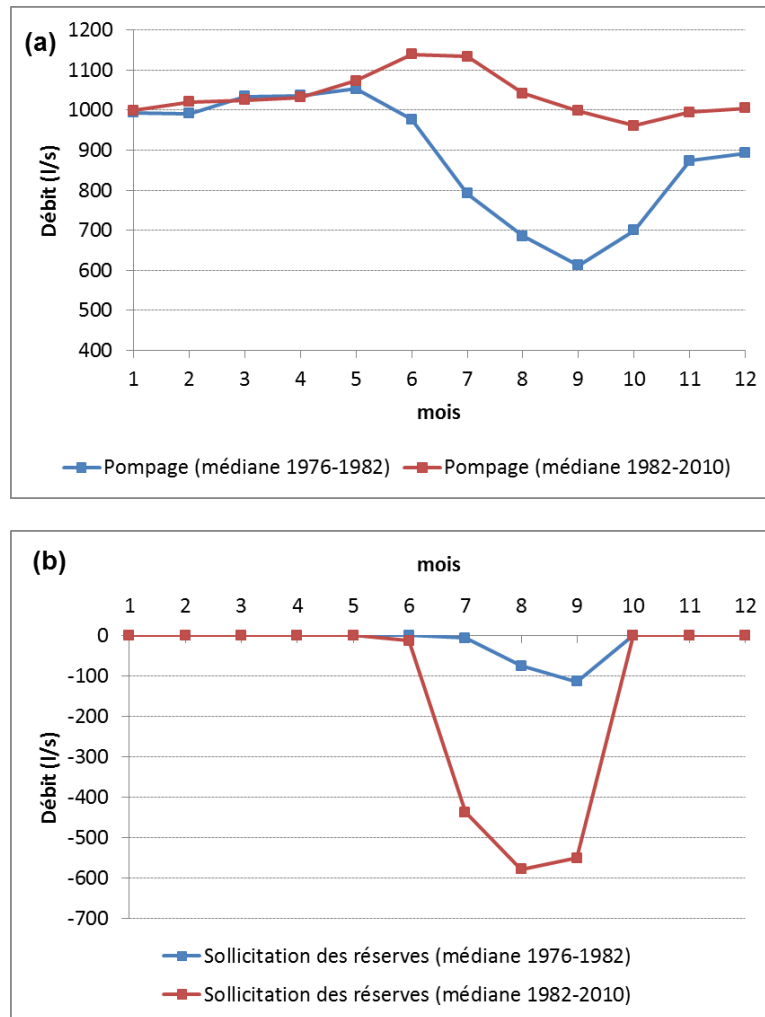 (a)
1200
1100
1000
900
800
700
600
500
400
Débit (l/s)
1 2 3 4 5 6 7 8 9 10 11 12
mois
Pompage (médiane 1976-1982) Pompage (médiane 1982-2010)
(b)
mois
1 2 3 4 5 6 7 8 9 10 11 12
0
-100
-200
-300
-400
-500
-600
-700
Débit (l/s)
Sollicitation des réserves (médiane 1976-1982)
Sollicitation des réserves (médiane 1982-2010)